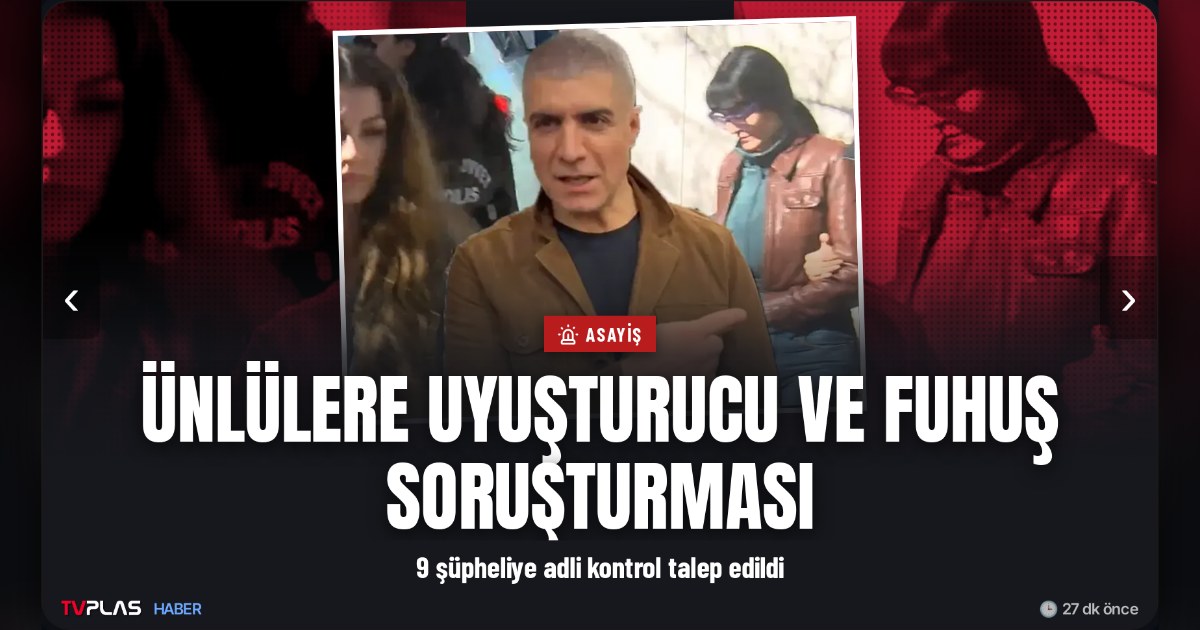 ASAYİŞ
ÜNLÜLERE UYUŞTURUCU VE FUHUŞ
SORUŞTURMASI
9 şüpheliye adli kontrol talep edildi
TVPLAS HABER
27 dk önce